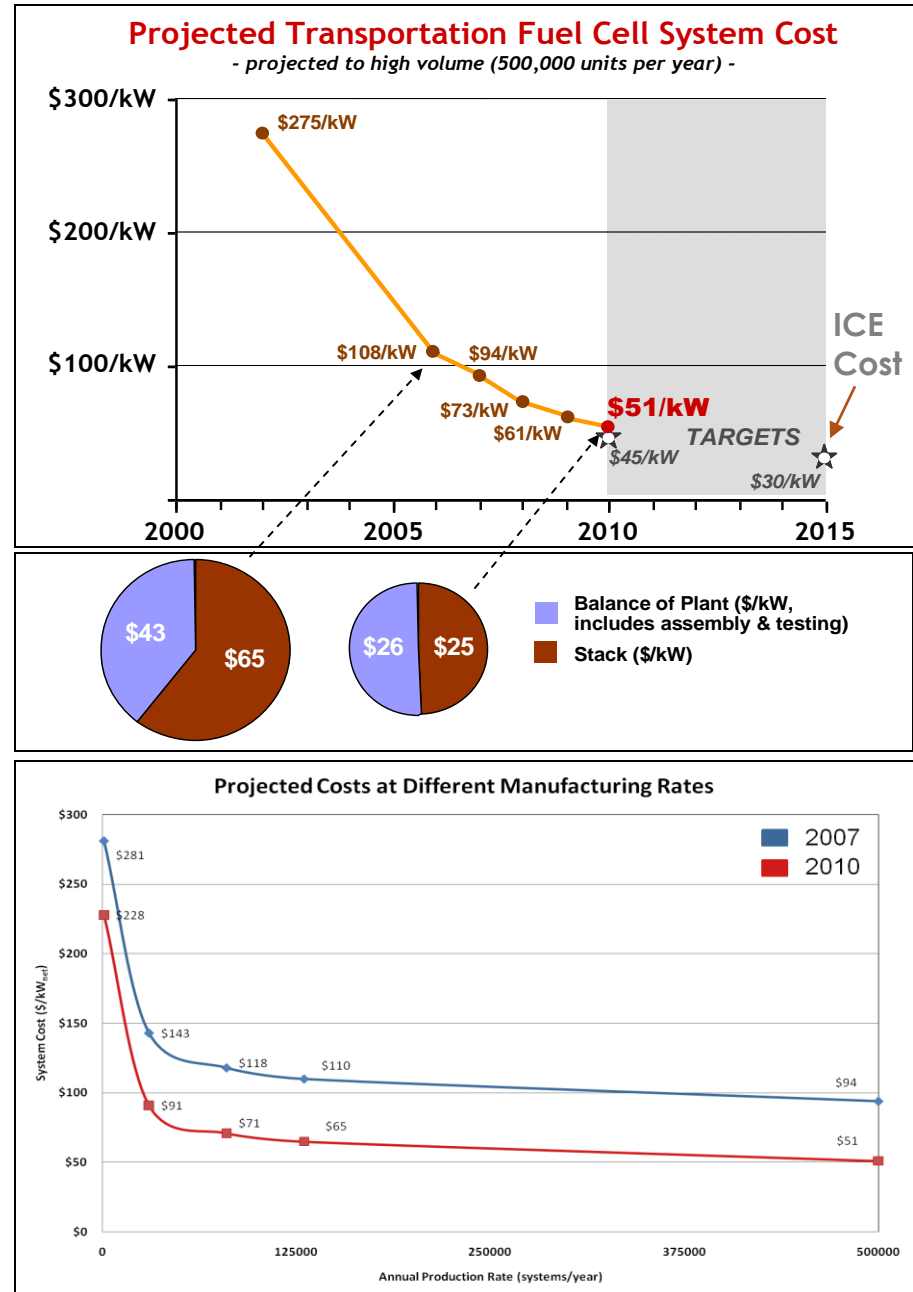 Projected Transportation Fuel Cell System Cost
- projected to high volume (500,000 units per year) -
$300/kW
$275/kW
$200/kW
ICE
Cost
$108/kW
$94/kW
$100/kW
$73/kW
$51/kW
$61/kW
TARGETS
$45/kW
$30/kW
2000
2005
2010
2015
$43
$65
$26
$25
Balance of Plant ($/kW,
includes assembly & testing)
Stack ($/kW)
Projected Costs at Different Manufacturing Rates
$300
2007
2010
$281
$250
$228
$200
System Cost ($/kWnet)
$150
$143
$118
$110
$94
$100
$91
$71
$65
$51
$50
$0
0
125000
250000
375000
500000
Annual Production Rate (systems/year)